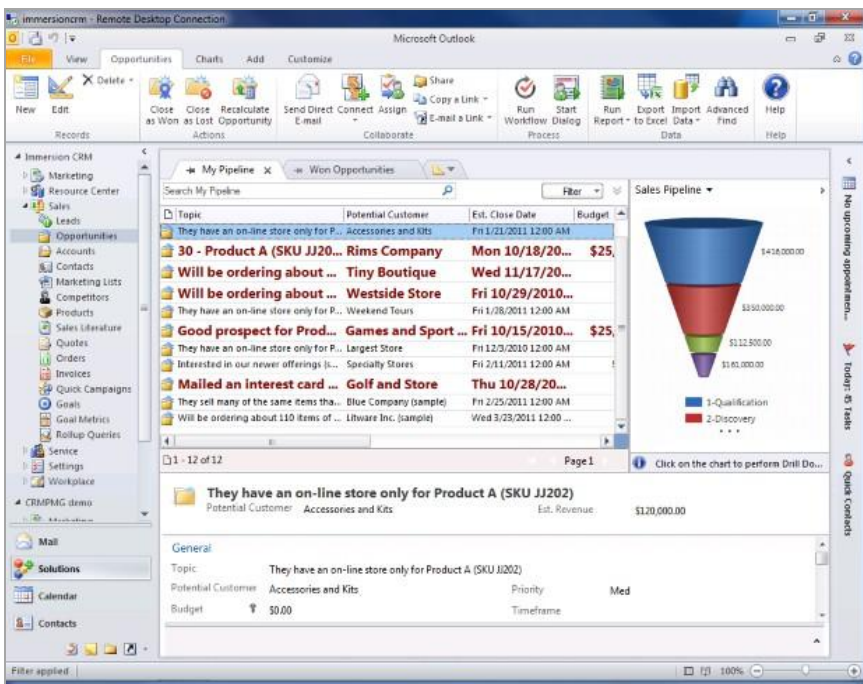 immersioncrm - Remote Desktop Connection
Microsoft Outlook
File View Opportunities Charts Add Customize
New Edit Delete
Records
Close as Won Close as Lost Recalculate Opportunity
Actions
Send Direct E-mail Connect Assign Share Copy a Link E-mail a Link
Collaborate
Run Workflow Start Dialog
Process
Run Report Export to Excel Import Data Advanced Find
Data
Help
Help
Immersion CRM
Marketing
Resource Center
Sales
Leads
Opportunities
Accounts
Contacts
Marketing Lists
Competitors
Products
Sales Literature
Quotes
Orders
Invoices
Quick Campaigns
Goals
Goal Metrics
Rollup Queries
Service
Settings
Workplace
CRMPMG demo
Marketing
Mail
Solutions
Calendar
Contacts
My Pipeline x Won Opportunities
Search My Pipeline Filter
Topic Potential Customer Est. Close Date Budget
They have an on-line store only for P... Accessories and Kits Fri 1/21/2011 12:00 AM
30 - Product A (SKU JJ20... Rims Company Mon 10/18/20... $25,
Will be ordering about ... Tiny Boutique Wed 11/17/20...
Will be ordering about ... Westside Store Fri 10/29/2010...
They have an on-line store only for P... Weekend Tours Fri 1/28/2011 12:00 AM
Good prospect for Prod... Games and Sport ... Fri 10/15/2010... $25,
They have an on-line store only for P... Largest Store Fri 12/3/2010 12:00 AM
Interested in our newer offerings (s... Specialty Stores Fri 2/11/2011 12:00 AM
Mailed an interest card ... Golf and Store Thu 10/28/20...
They sell many of the same items tha... Blue Company (sample) Fri 2/25/2011 12:00 AM
Will be ordering about 110 items of ... Litware Inc. (sample) Wed 3/23/2011 12:00 ...
1 - 12 of 12 Page1
Sales Pipeline
$416,000.00
$350,000.00
$112,500.00
$161,000.00
1-Qualification
2-Discovery
...
Click on the chart to perform Drill Do...
They have an on-line store only for Product A (SKU JJ202)
Potential Customer Accessories and Kits Est. Revenue $120,000.00
General
Topic They have an on-line store only for Product A (SKU JJ202)
Potential Customer Accessories and Kits Priority Med
Budget $0.00 Timeframe
No upcoming appointmen...
Today: 45 Tasks
Quick Contacts
Filter applied 100%